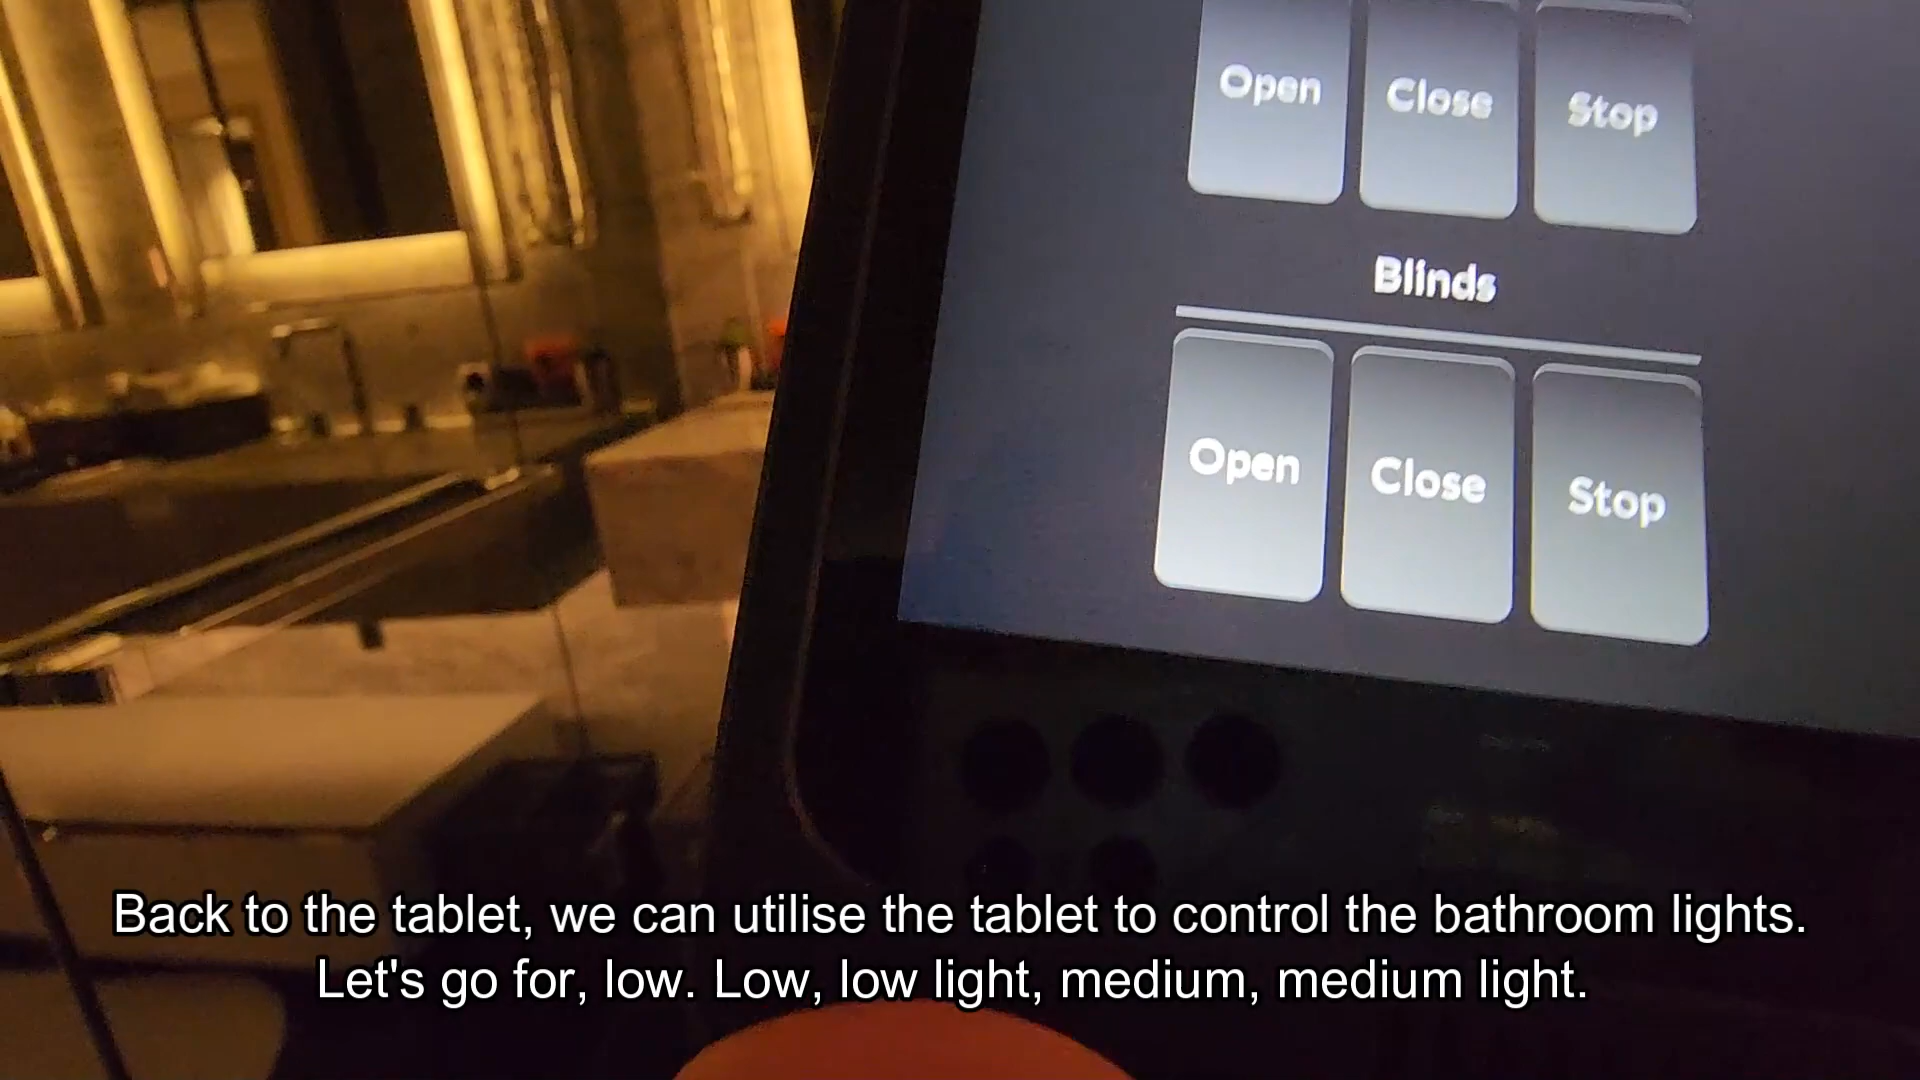 Open Close Stop
Blinds
Open Close Stop
Back to the tablet, we can utilise the tablet to control the bathroom lights.
Let's go for, low. Low, low light, medium, medium light.